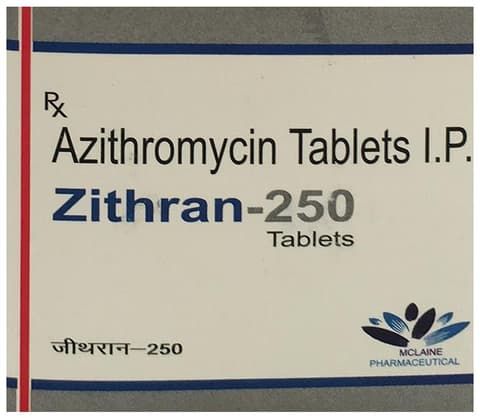 Rx
Azithromycin Tablets I.P.
Zithran-250
Tablets
जीथरान-250
MCLAINE
PHARMACEUTICAL